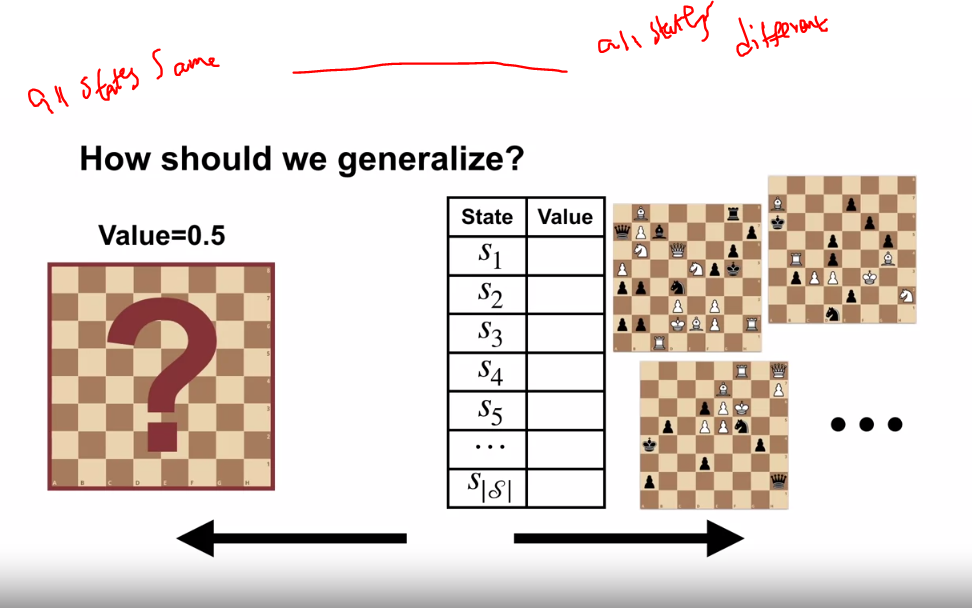 all states same
all states different
How should we generalize?
Value=0.5
State Value
s1
s2
s3
s4
s5
...
s|𝒮|
...